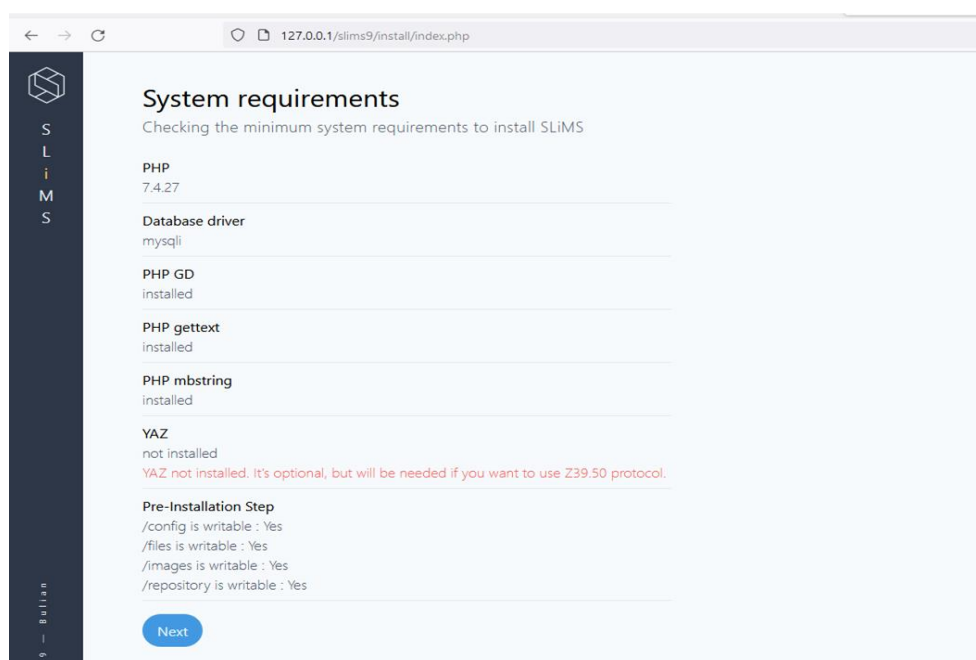 127.0.0.1/slims9/install/index.php
S
L
i
M
S
System requirements
Checking the minimum system requirements to install SLiMS
PHP
7.4.27
Database driver
mysqli
PHP GD
installed
PHP gettext
installed
PHP mbstring
installed
YAZ
not installed
YAZ not installed. It's optional, but will be needed if you want to use Z39.50 protocol.
Pre-Installation Step
/config is writable : Yes
/files is writable : Yes
/images is writable : Yes
/repository is writable : Yes
Next
9 — Bulian